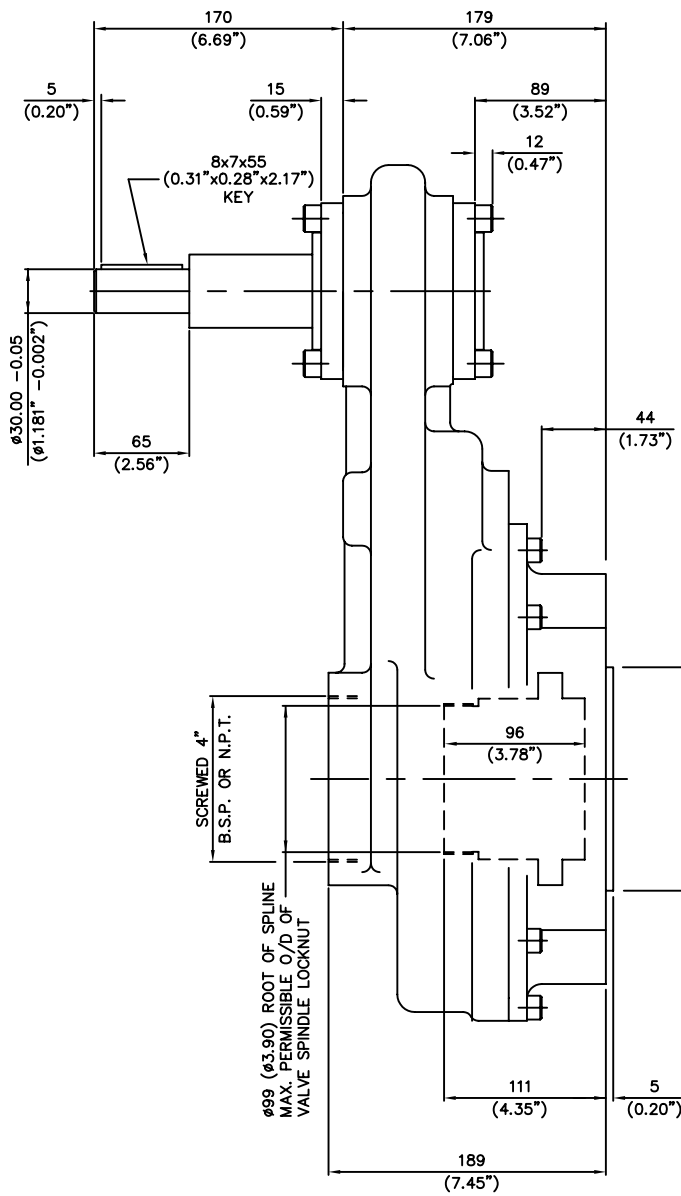 170
(6.69”)
179
(7.06”)
5
(0.20”)
15
(0.59”)
89
(3.52”)
12
(0.47”)
8x7x55
(0.31”x0.28”x2.17”)
KEY
ø30.00 -0.05
(ø1.181” -0.002”)
65
(2.56”)
44
(1.73”)
SCREWED 4”
B.S.P. OR N.P.T.
96
(3.78”)
ø99 (ø3.90) ROOT OF SPLINE
MAX. PERMISSIBLE O/D OF
VALVE SPINDLE LOCKNUT
111
(4.35”)
5
(0.20”)
189
(7.45”)